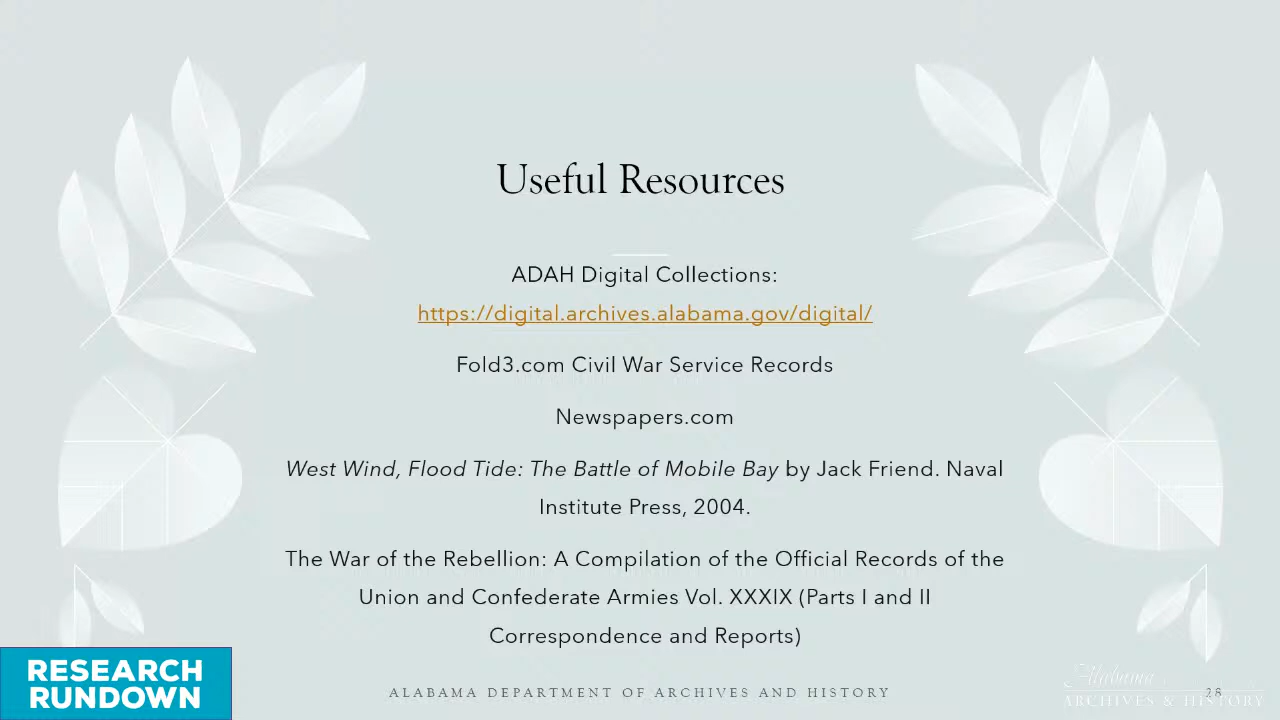 Useful Resources
ADAH Digital Collections:
https://digital.archives.alabama.gov/digital/
Fold3.com Civil War Service Records
Newspapers.com
West Wind, Flood Tide: The Battle of Mobile Bay by Jack Friend. Naval
Institute Press, 2004.
The War of the Rebellion: A Compilation of the Official Records of the
Union and Confederate Armies Vol. XXXIX (Parts I and II
Correspondence and Reports)
RESEARCH
RUNDOWN
ALABAMA DEPARTMENT OF ARCHIVES AND HISTORY
Alabama
28
ARCHIVES & HISTORY